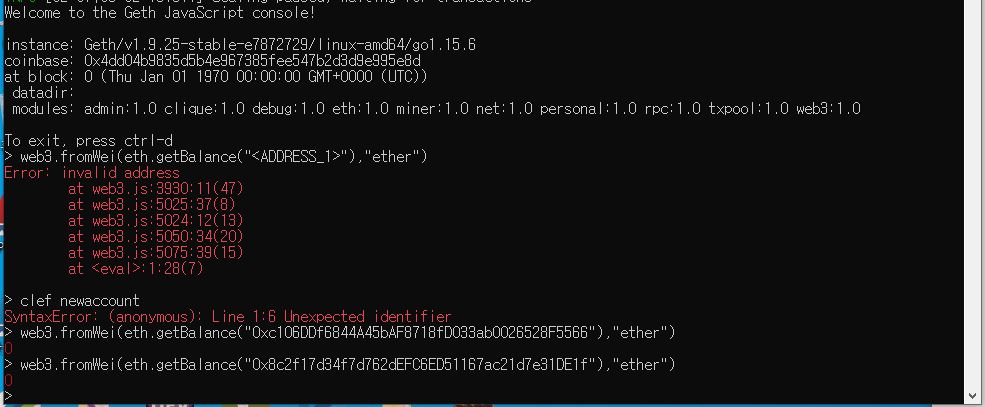 Welcome to the Geth JavaScript console!
instance: Geth/v1.9.25-stable-e7872729/linux-amd64/go1.15.6
coinbase: 0x4dd04b9835d5b4e967385fee547b2d3d9e995e8d
at block: 0 (Thu Jan 01 1970 00:00:00 GMT+0000 (UTC))
datadir:
modules: admin:1.0 clique:1.0 debug:1.0 eth:1.0 miner:1.0 net:1.0 personal:1.0 rpc:1.0 txpool:1.0 web3:1.0
To exit, press ctrl-d
> web3.fromWei(eth.getBalance("<ADDRESS_1>"),"ether")
Error: invalid address
at web3.js:3930:11(47)
at web3.js:5025:37(8)
at web3.js:5024:12(13)
at web3.js:5050:34(20)
at web3.js:5075:39(15)
at <eval>:1:28(7)
> clef newaccount
SyntaxError: (anonymous): Line 1:6 Unexpected identifier
> web3.fromWei(eth.getBalance("0xc106DDf6844A45bAF8718fD033ab0026528F5566"),"ether")
0
> web3.fromWei(eth.getBalance("0x8c2f17d34f7d762dEFC6ED51167ac21d7e31DE1f"),"ether")
0
>